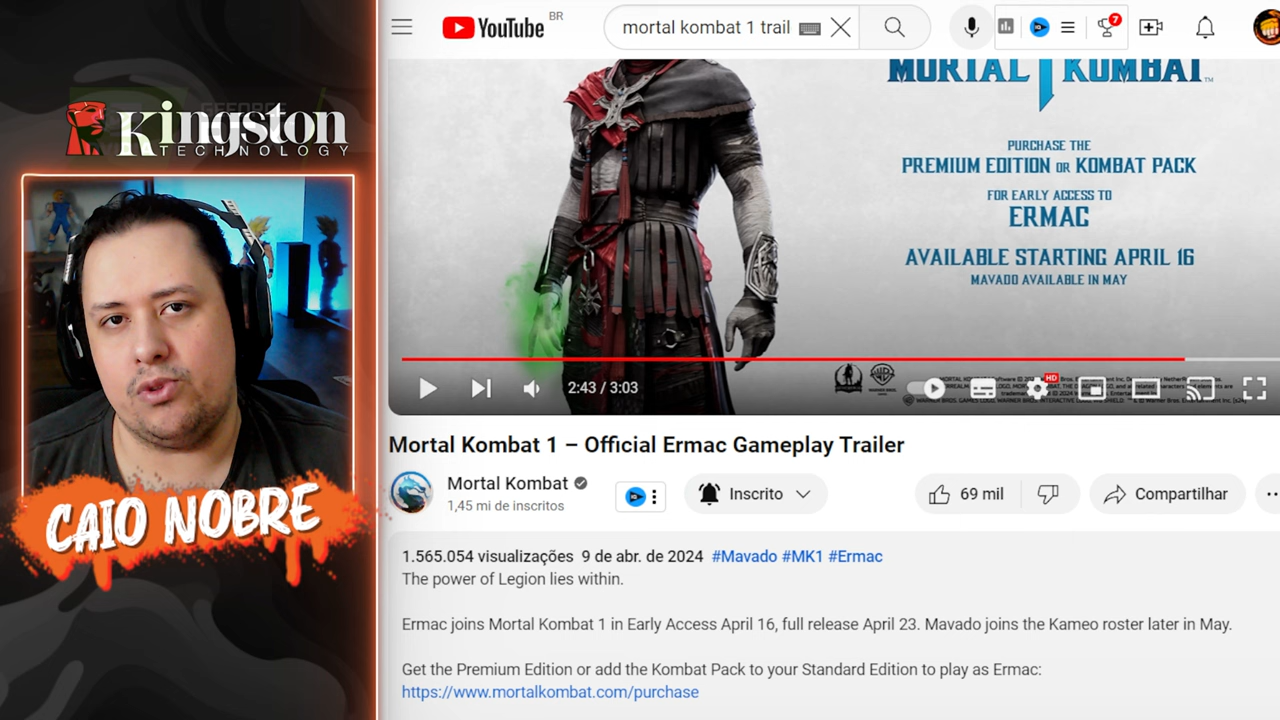 Kingston
TECHNOLOGY
CAIO NOBRE
YouTube
BR
mortal kombat 1 trail
7
MORTAL KOMBAT
TM
PURCHASE THE
PREMIUM EDITION OR KOMBAT PACK
FOR EARLY ACCESS TO
ERMAC
AVAILABLE STARTING APRIL 16
MAVADO AVAILABLE IN MAY
2:43 / 3:03
HD
Mortal Kombat 1 – Official Ermac Gameplay Trailer
Mortal Kombat
1,45 mi de inscritos
Inscrito
69 mil
Compartilhar
1.565.054 visualizações 9 de abr. de 2024 #Mavado #MK1 #Ermac
The power of Legion lies within.
Ermac joins Mortal Kombat 1 in Early Access April 16, full release April 23. Mavado joins the Kameo roster later in May.
Get the Premium Edition or add the Kombat Pack to your Standard Edition to play as Ermac:
https://www.mortalkombat.com/purchase